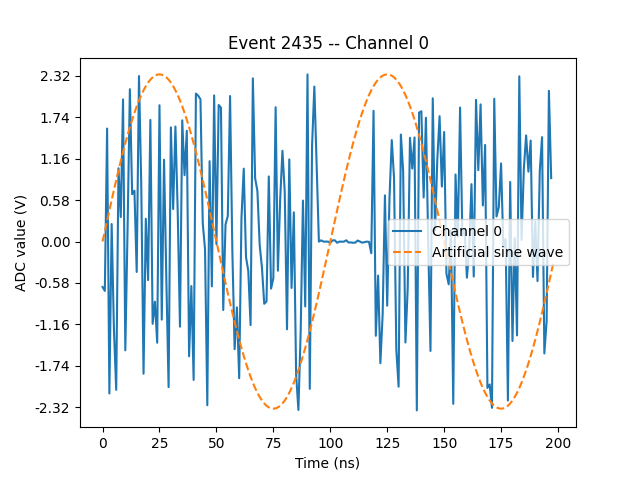 Event 2435 -- Channel 0
ADC value (V)
2.32
1.74
1.16
0.58
0.00
-0.58
-1.16
-1.74
-2.32
Channel 0
Artificial sine wave
0 25 50 75 100 125 150 175 200
Time (ns)